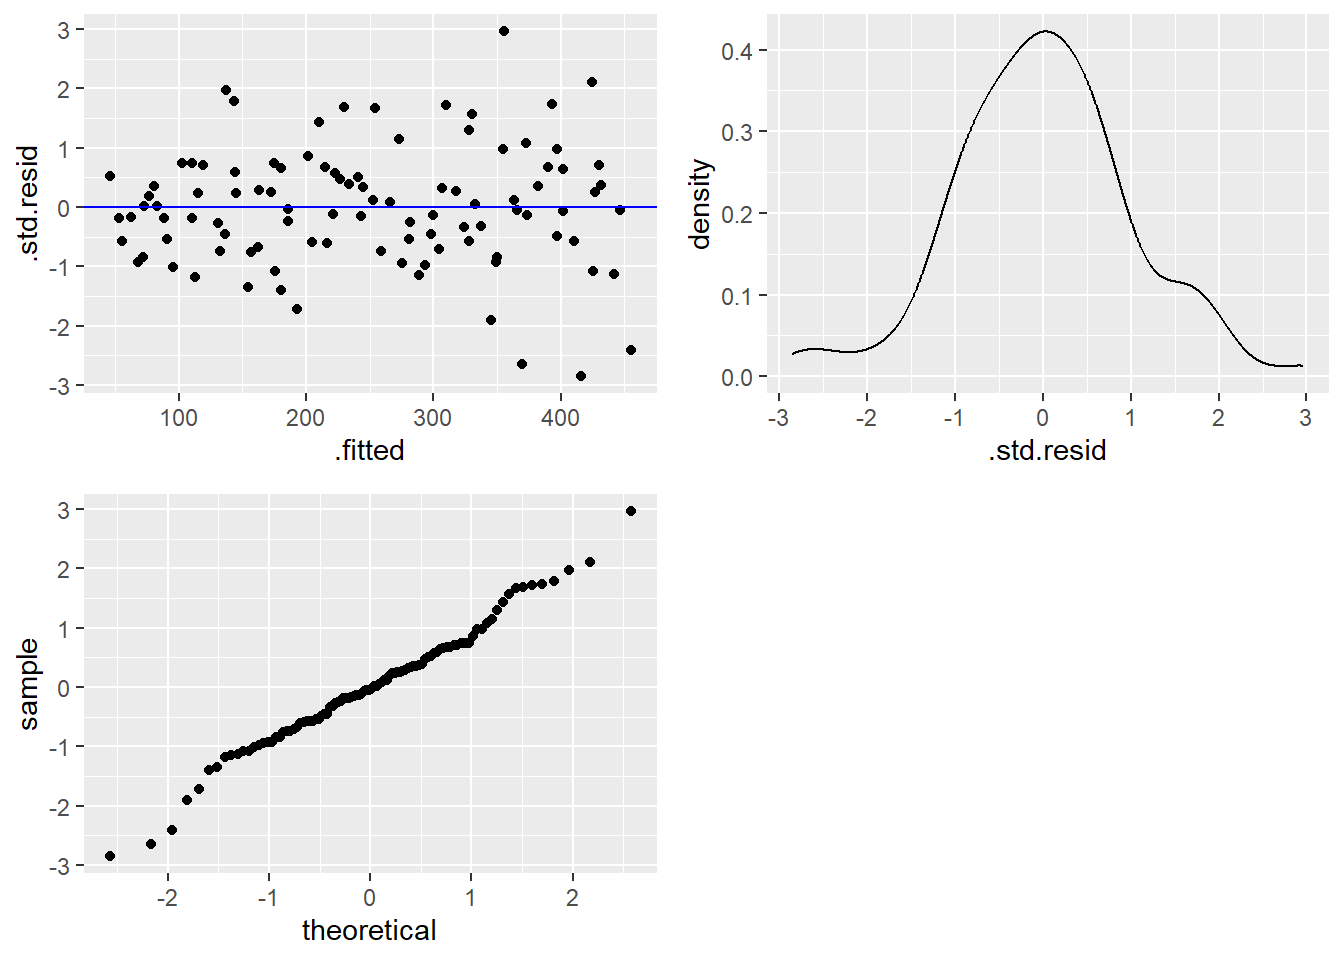 3
2
1
0
-1
-2
-3
.std.resid
100 200 300 400
.fitted
0.4
0.3
0.2
0.1
0.0
density
-3 -2 -1 0 1 2 3
.std.resid
3
2
1
0
-1
-2
-3
sample
-2 -1 0 1 2
theoretical